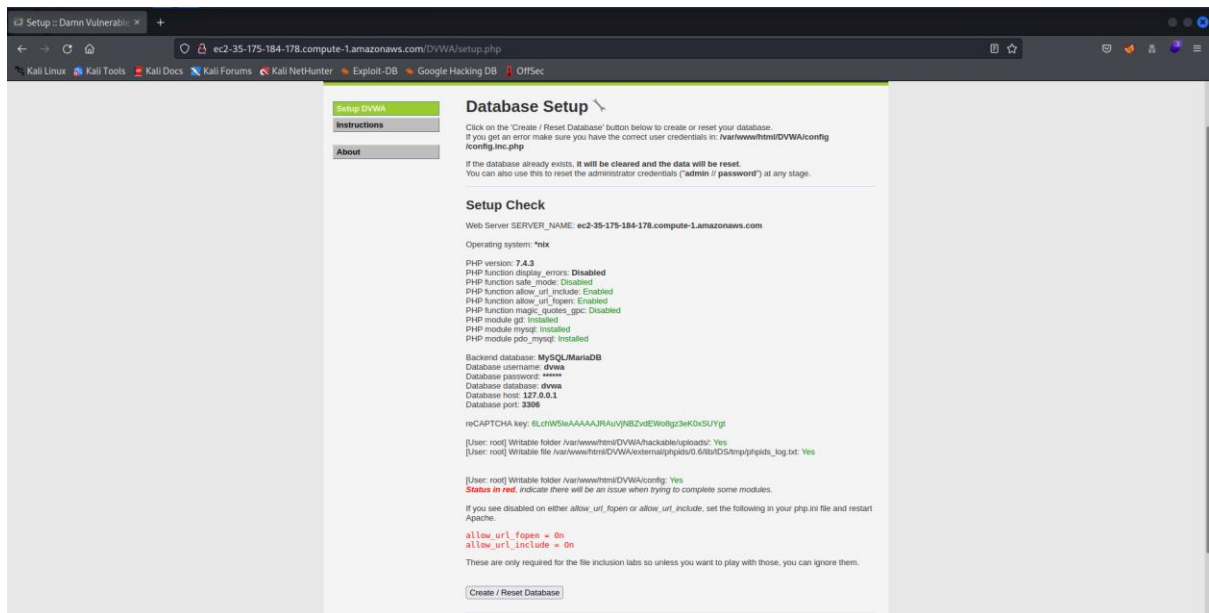 Setup :: Damn Vulnerable
ec2-35-175-184-178.compute-1.amazonaws.com/DVWA/setup.php
Kali Linux Kali Tools Kali Docs Kali Forums Kali NetHunter Exploit-DB Google Hacking DB OffSec
Setup DVWA
Instructions
About
Database Setup
Click on the 'Create / Reset Database' button below to create or reset your database.
If you get an error make sure you have the correct user credentials in: /var/www/html/DVWA/config
/config.inc.php
If the database already exists, it will be cleared and the data will be reset.
You can also use this to reset the administrator credentials ("admin // password") at any stage.
Setup Check
Web Server SERVER_NAME: ec2-35-175-184-178.compute-1.amazonaws.com
Operating system: *nix
PHP version: 7.4.3
PHP function display_errors: Disabled
PHP function safe_mode: Disabled
PHP function allow_url_include: Enabled
PHP function allow_url_fopen: Enabled
PHP function magic_quotes_gpc: Disabled
PHP module gd: Installed
PHP module mysql: Installed
PHP module pdo_mysql: Installed
Backend database: MySQL/MariaDB
Database username: dvwa
Database password: ******
Database database: dvwa
Database host: 127.0.0.1
Database port: 3306
reCAPTCHA key:
[User: root] Writable folder /var/www/html/DVWA/hackable/uploads/: Yes
[User: root] Writable file /var/www/html/DVWA/external/phpids/0.6/lib/IDS/tmp/phpids_log.txt: Yes
[User: root] Writable folder /var/www/html/DVWA/config: Yes
Status in red, indicate there will be an issue when trying to complete some modules.
If you see disabled on either allow_url_fopen or allow_url_include, set the following in your php.ini file and restart
Apache.
allow_url_fopen = On
allow_url_include = On
These are only required for the file inclusion labs so unless you want to play with those, you can ignore them.
Create / Reset Database